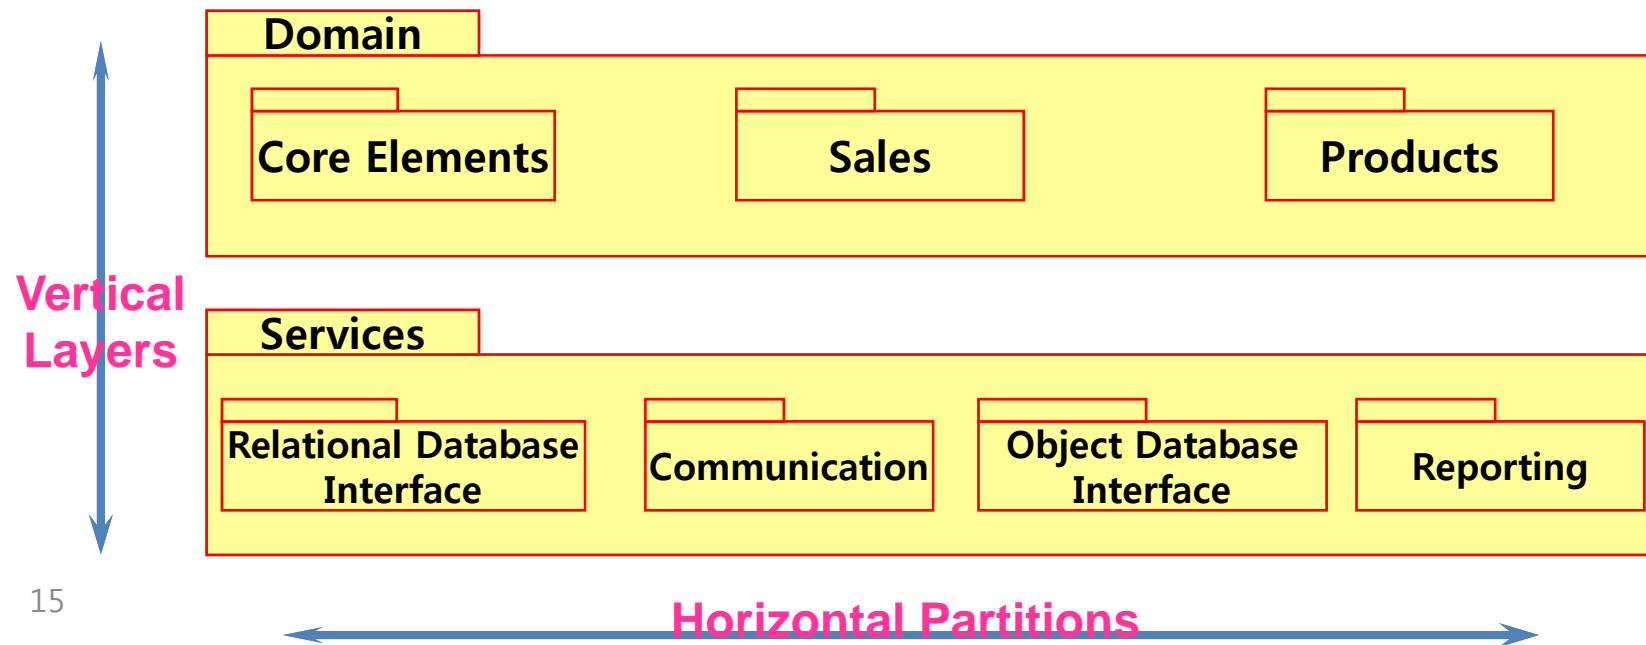 Domain
Core Elements
Sales
Products
Vertical
Layers
Services
Relational Database
Interface
Communication
Object Database
Interface
Reporting
15
Horizontal Partitions